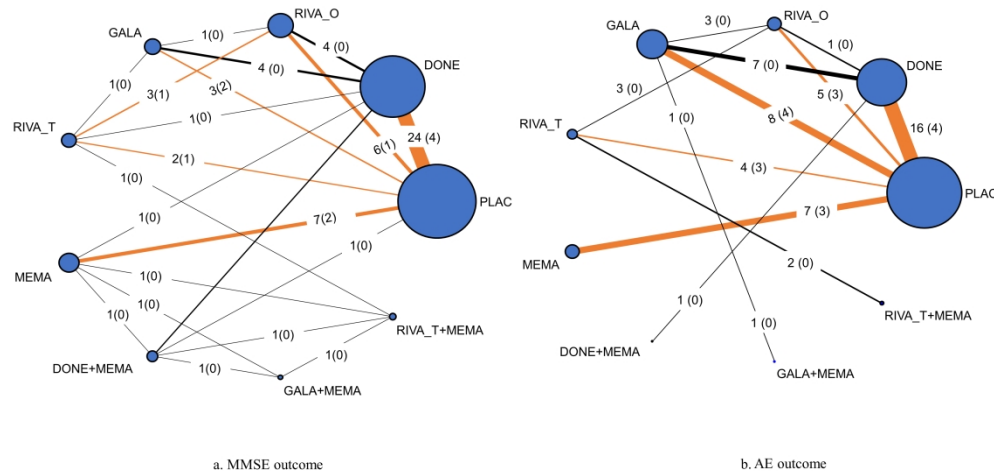 RIVA_O
GALA
1(0)
4 (0)
DONE
4 (0)
1(0)
3(1)
3(2)
RIVA_T
1(0)
24 (4)
6(1)
2(1)
1(0)
PLAC
1(0)
7(2)
MEMA
1(0)
1(0)
1(0)
1(0)
1(0)
RIVA_T+MEMA
1(0)
DONE+MEMA
1(0)
GALA+MEMA
a. MMSE outcome
RIVA_O
3 (0)
GALA
1 (0)
DONE
7 (0)
3 (0)
5 (3)
1 (0)
8 (4)
16 (4)
RIVA_T
4 (3)
PLAC
7 (3)
MEMA
2 (0)
1 (0)
RIVA_T+MEMA
1 (0)
DONE+MEMA
GALA+MEMA
b. AE outcome